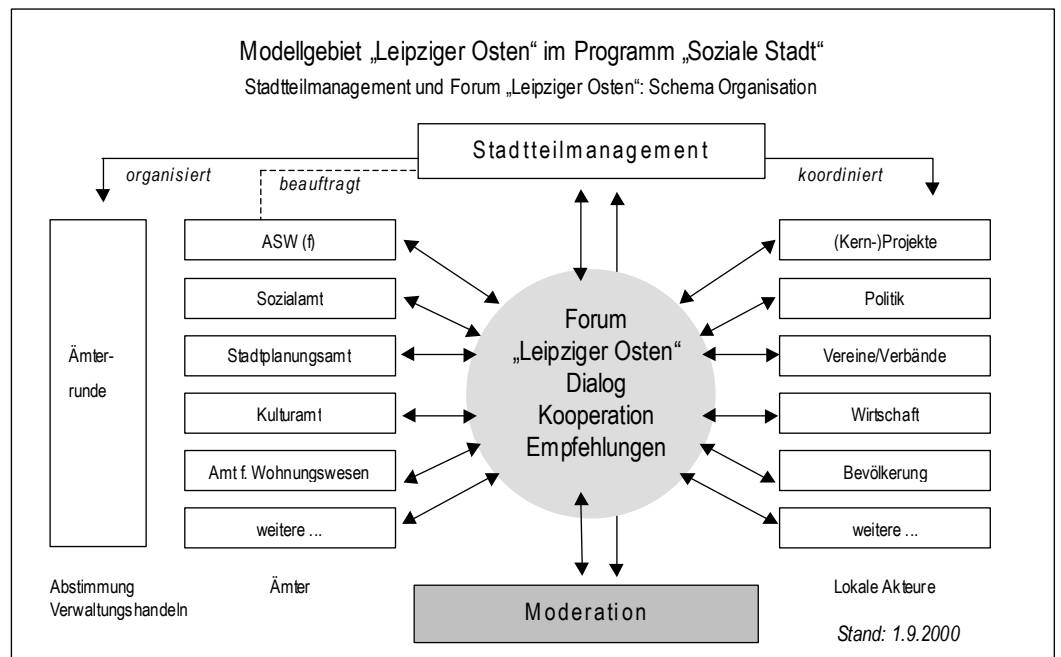 Modellgebiet „Leipziger Osten“ im Programm „Soziale Stadt“
Stadtteilmanagement und Forum „Leipziger Osten“: Schema Organisation
Stadtteilmanagement
organisiert
beauftragt
koordiniert
Ämter-
runde
ASW (f)
Sozialamt
Stadtplanungsamt
Kulturamt
Amt f. Wohnungswesen
weitere ...
Forum
„Leipziger Osten“
Dialog
Kooperation
Empfehlungen
(Kern-)Projekte
Politik
Vereine/Verbände
Wirtschaft
Bevölkerung
weitere ...
Abstimmung
Verwaltungshandeln
Ämter
Moderation
Lokale Akteure
Stand: 1.9.2000